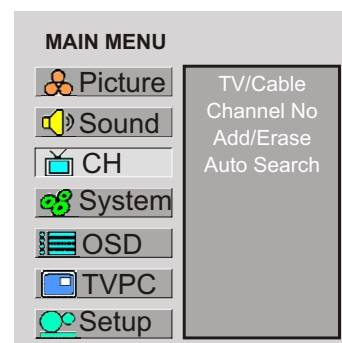 MAIN MENU
Picture
Sound
CH
System
OSD
TVPC
Setup
TV/Cable
Channel No
Add/Erase
Auto Search